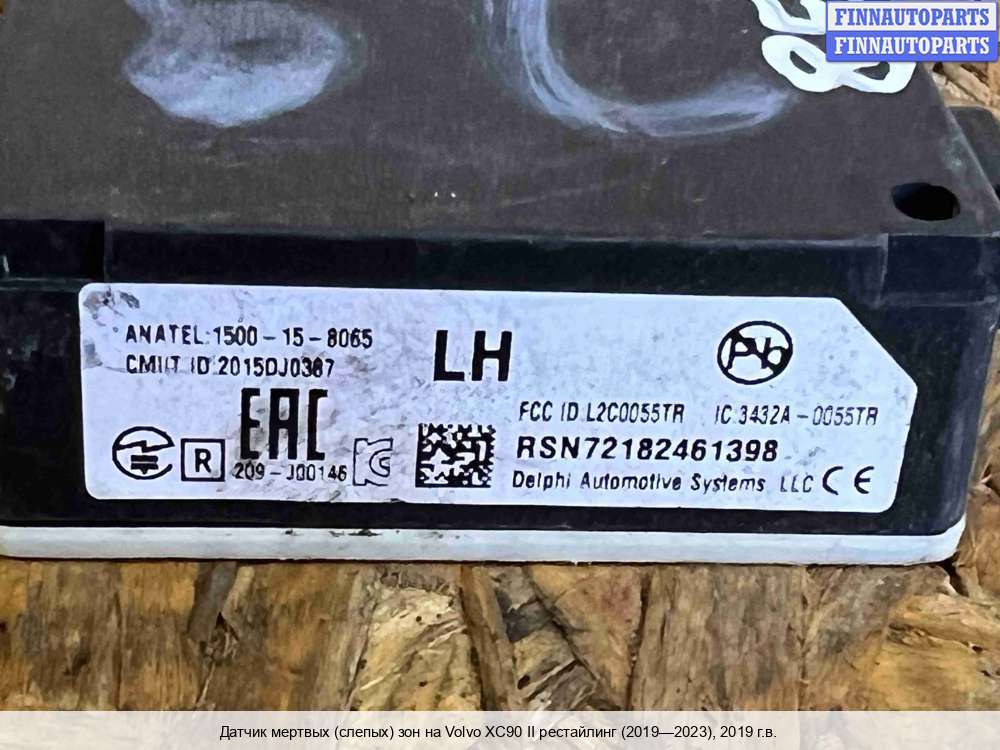 FINNAUTOPARTS
FINNAUTOPARTS
ANATEL:1500-15-8065
CMIIT ID:2015DJ0387
LH
Pb
EAC
FCC ID:L2C0055TR IC:3432A-0055TR
R
209-J00146
RSN72182461398
Delphi Automotive Systems LLC CE
Датчик мертвых (слепых) зон на Volvo XC90 II рестайлинг (2019—2023), 2019 г.в.